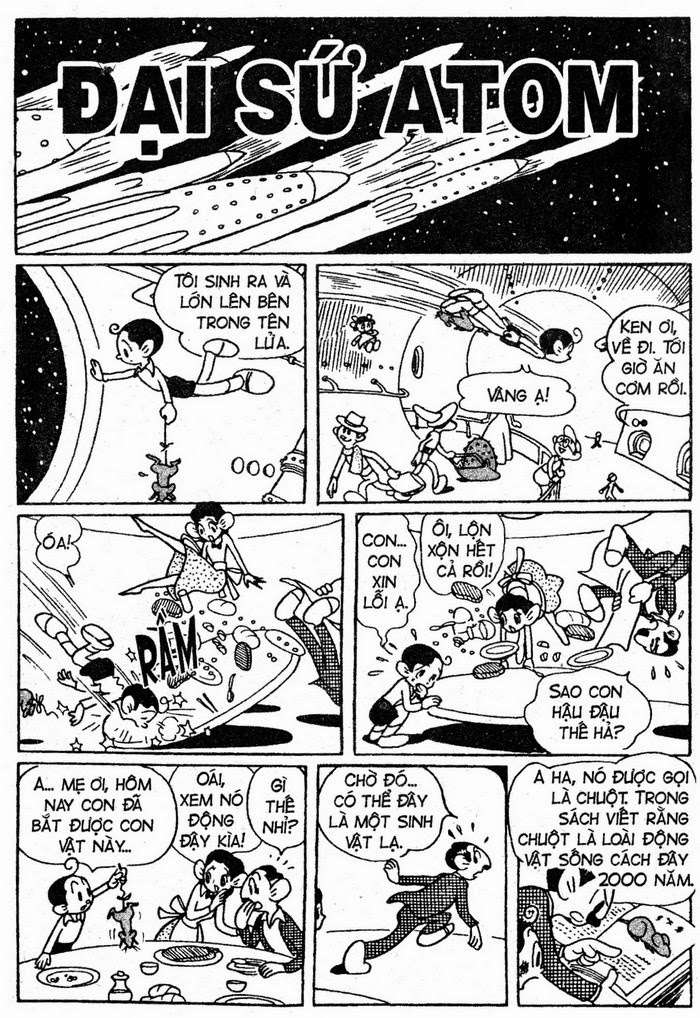 ĐẠI SỨ ATOM
TÔI SINH RA VÀ
LỚN LÊN BÊN
TRONG TÊN
LỬA.
KEN ƠI,
VỀ ĐI. TỚI
GIỜ ĂN
CƠM RỒI.
VÂNG Ạ!
ÓA!
RẦM
ÔI, LỘN
XỘN HẾT
CẢ RỒI!
CON...
CON
XIN
LỖI Ạ.
SAO CON
HẬU ĐẬU
THẾ HẢ?
A... MẸ ƠI, HÔM
NAY CON ĐÃ
BẮT ĐƯỢC CON
VẬT NÀY...
OÁI,
XEM NÓ
ĐỘNG
ĐẬY KÌA!
GÌ
THẾ
NHỈ?
CHỜ ĐÓ...
CÓ THỂ ĐÂY
LÀ MỘT SINH
VẬT LẠ.
A HA, NÓ ĐƯỢC GỌI
LÀ CHUỘT. TRONG
SÁCH VIẾT RẰNG
CHUỘT LÀ LOÀI ĐỘNG
VẬT SỐNG CÁCH ĐÂY
2000 NĂM.